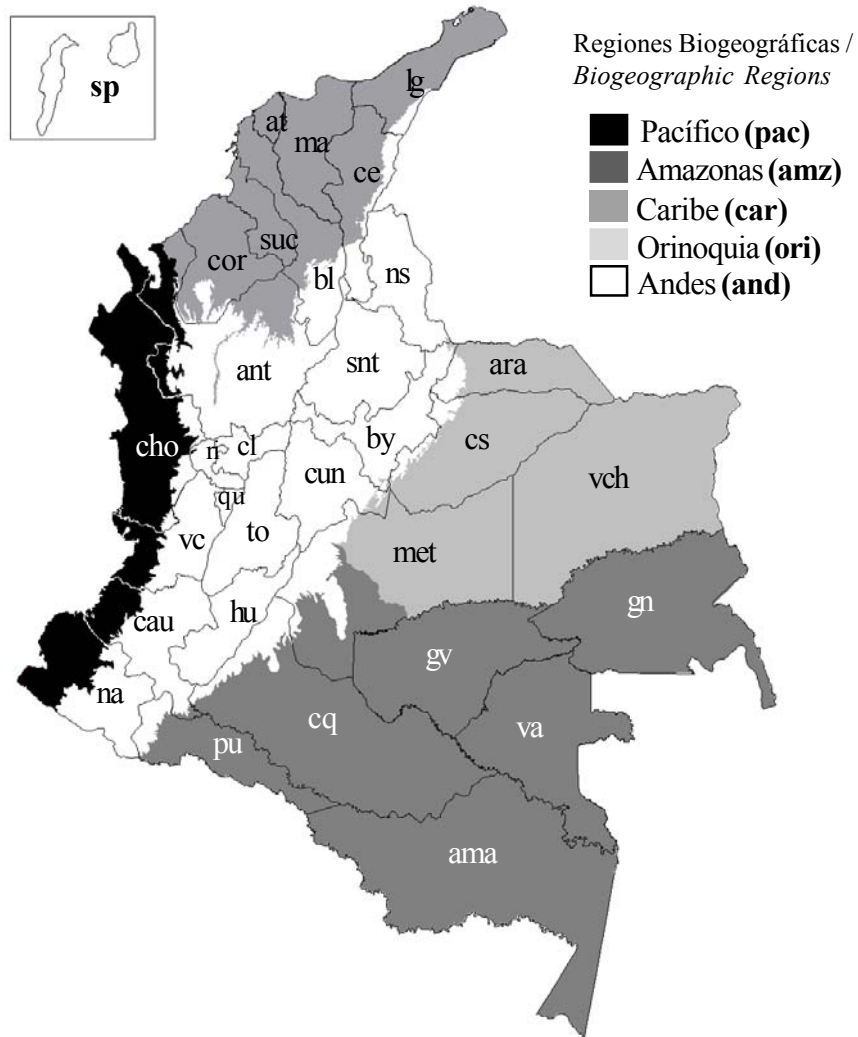 sp
Regiones Biogeográficas /
Biogeographic Regions
Pacífico (pac)
Amazonas (amz)
Caribe (car)
Orinoquia (ori)
Andes (and)
lg
at
ma
ce
suc
cor
bl
ns
snt
ant
ara
cho
ri
cl
by
cs
cun
vch
qu
vc
to
met
gn
cau
hu
gv
na
cq
va
pu
ama